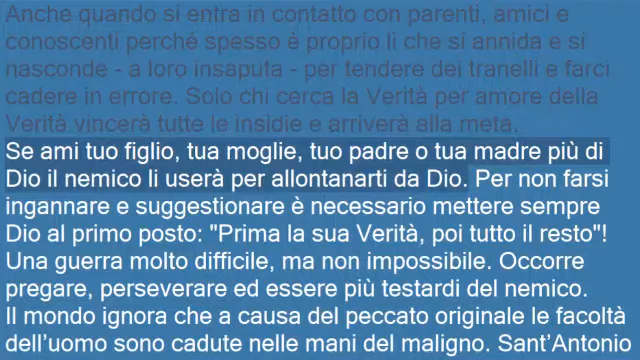 Anche quando si entra in contatto con parenti, amici e
conoscenti perché spesso è proprio lì che si annida e si
nasconde - a loro insaputa - per tendere dei tranelli e farci
cadere in errore. Solo chi cerca la Verità per amore della
Verità vincerà tutte le insidie e arriverà alla meta.
Se ami tuo figlio, tua moglie, tuo padre o tua madre più di
Dio il nemico li userà per allontanarti da Dio. Per non farsi
ingannare e suggestionare è necessario mettere sempre
Dio al primo posto: "Prima la sua Verità, poi tutto il resto"!
Una guerra molto difficile, ma non impossibile. Occorre
pregare, perseverare ed essere più testardi del nemico.
Il mondo ignora che a causa del peccato originale le facoltà
dell’uomo sono cadute nelle mani del maligno. Sant’Antonio